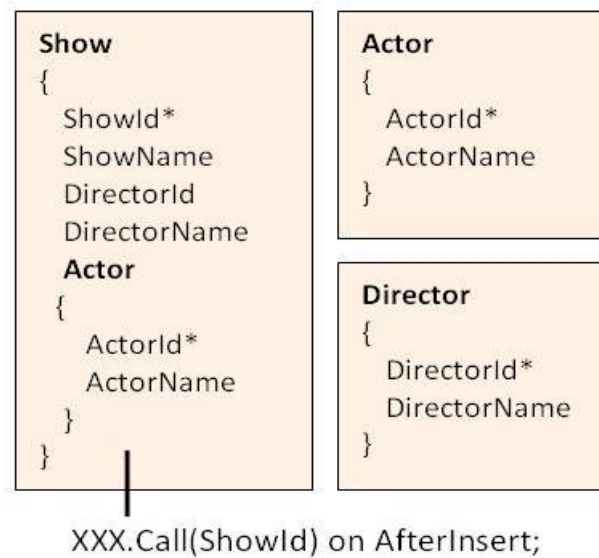 Show
{
ShowId*
ShowName
DirectorId
DirectorName
Actor
{
ActorId*
ActorName
}
}
Actor
{
ActorId*
ActorName
}
Director
{
DirectorId*
DirectorName
}
XXX.Call(ShowId) on AfterInsert;